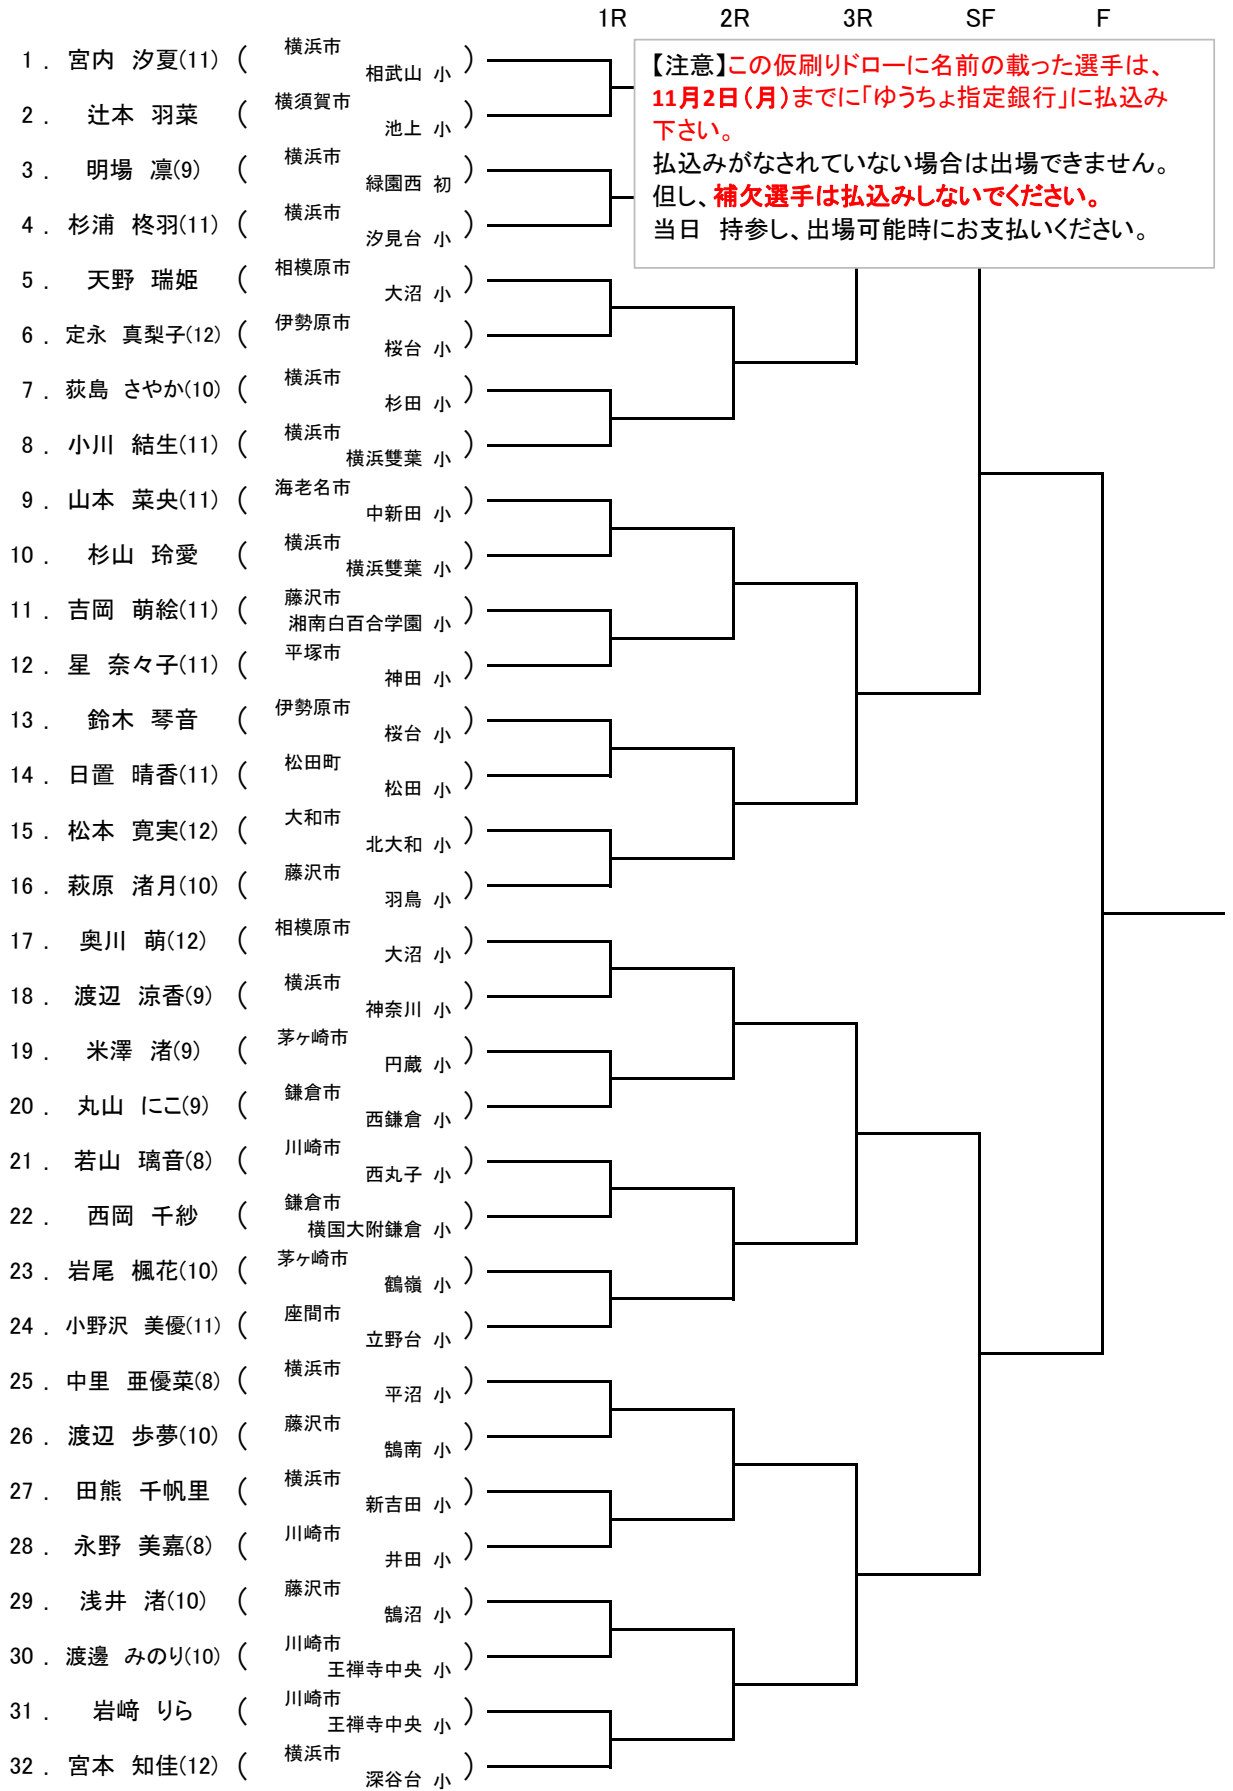 1R 2R 3R SF F
【注意】この仮刷りドローに名前の載った選手は、
11月2日(月)までに「ゆうちょ指定銀行」に払込み
下さい。
払込みがなされていない場合は出場できません。
但し、補欠選手は払込みしないでください。
当日 持参し、出場可能時にお支払いください。
1 . 宮内 汐夏(11) ( 横浜市 相武山 小 )
2 . 辻本 羽菜 ( 横須賀市 池上 小 )
3 . 明場 凛(9) ( 横浜市 緑園西 初 )
4 . 杉浦 柊羽(11) ( 横浜市 汐見台 小 )
5 . 天野 瑞姫 ( 相模原市 大沼 小 )
6 . 定永 真梨子(12) ( 伊勢原市 桜台 小 )
7 . 荻島 さやか(10) ( 横浜市 杉田 小 )
8 . 小川 結生(11) ( 横浜市 横浜雙葉 小 )
9 . 山本 菜央(11) ( 海老名市 中新田 小 )
10 . 杉山 玲愛 ( 横浜市 横浜雙葉 小 )
11 . 吉岡 萌絵(11) ( 藤沢市 湘南白百合学園 小 )
12 . 星 奈々子(11) ( 平塚市 神田 小 )
13 . 鈴木 琴音 ( 伊勢原市 桜台 小 )
14 . 日置 晴香(11) ( 松田町 松田 小 )
15 . 松本 寛実(12) ( 大和市 北大和 小 )
16 . 萩原 渚月(10) ( 藤沢市 羽鳥 小 )
17 . 奥川 萌(12) ( 相模原市 大沼 小 )
18 . 渡辺 涼香(9) ( 横浜市 神奈川 小 )
19 . 米澤 渚(9) ( 茅ヶ崎市 円蔵 小 )
20 . 丸山 にこ(9) ( 鎌倉市 西鎌倉 小 )
21 . 若山 璃音(8) ( 川崎市 西丸子 小 )
22 . 西岡 千紗 ( 鎌倉市 横国大附鎌倉 小 )
23 . 岩尾 楓花(10) ( 茅ヶ崎市 鶴嶺 小 )
24 . 小野沢 美優(11) ( 座間市 立野台 小 )
25 . 中里 亜優菜(8) ( 横浜市 平沼 小 )
26 . 渡辺 歩夢(10) ( 藤沢市 鵠南 小 )
27 . 田熊 千帆里 ( 横浜市 新吉田 小 )
28 . 永野 美嘉(8) ( 川崎市 井田 小 )
29 . 浅井 渚(10) ( 藤沢市 鵠沼 小 )
30 . 渡邊 みのり(10) ( 川崎市 王禅寺中央 小 )
31 . 岩﨑 りら ( 川崎市 王禅寺中央 小 )
32 . 宮本 知佳(12) ( 横浜市 深谷台 小 )